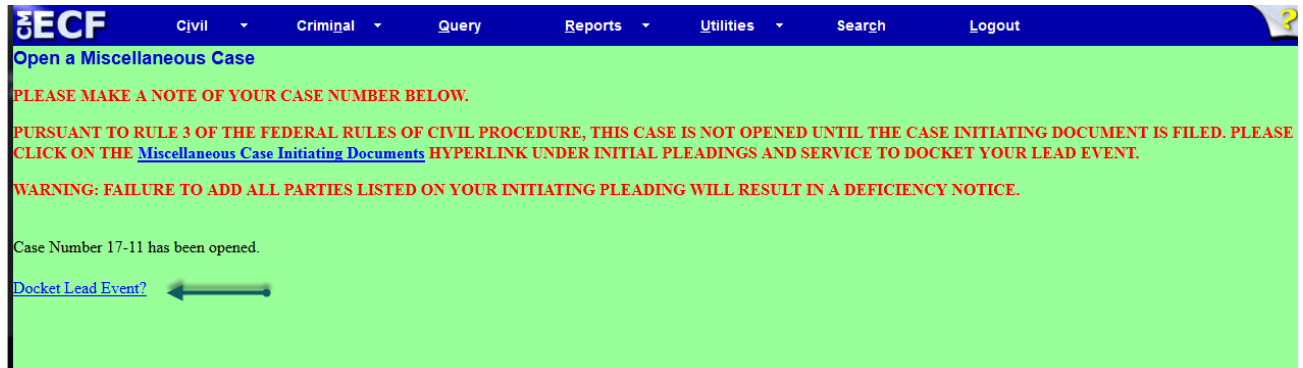 CM ECF Civil Criminal Query Reports Utilities Search Logout ?
Open a Miscellaneous Case
PLEASE MAKE A NOTE OF YOUR CASE NUMBER BELOW.
PURSUANT TO RULE 3 OF THE FEDERAL RULES OF CIVIL PROCEDURE, THIS CASE IS NOT OPENED UNTIL THE CASE INITIATING DOCUMENT IS FILED. PLEASE
CLICK ON THE Miscellaneous Case Initiating Documents HYPERLINK UNDER INITIAL PLEADINGS AND SERVICE TO DOCKET YOUR LEAD EVENT.
WARNING: FAILURE TO ADD ALL PARTIES LISTED ON YOUR INITIATING PLEADING WILL RESULT IN A DEFICIENCY NOTICE.
Case Number 17-11 has been opened.
Docket Lead Event?